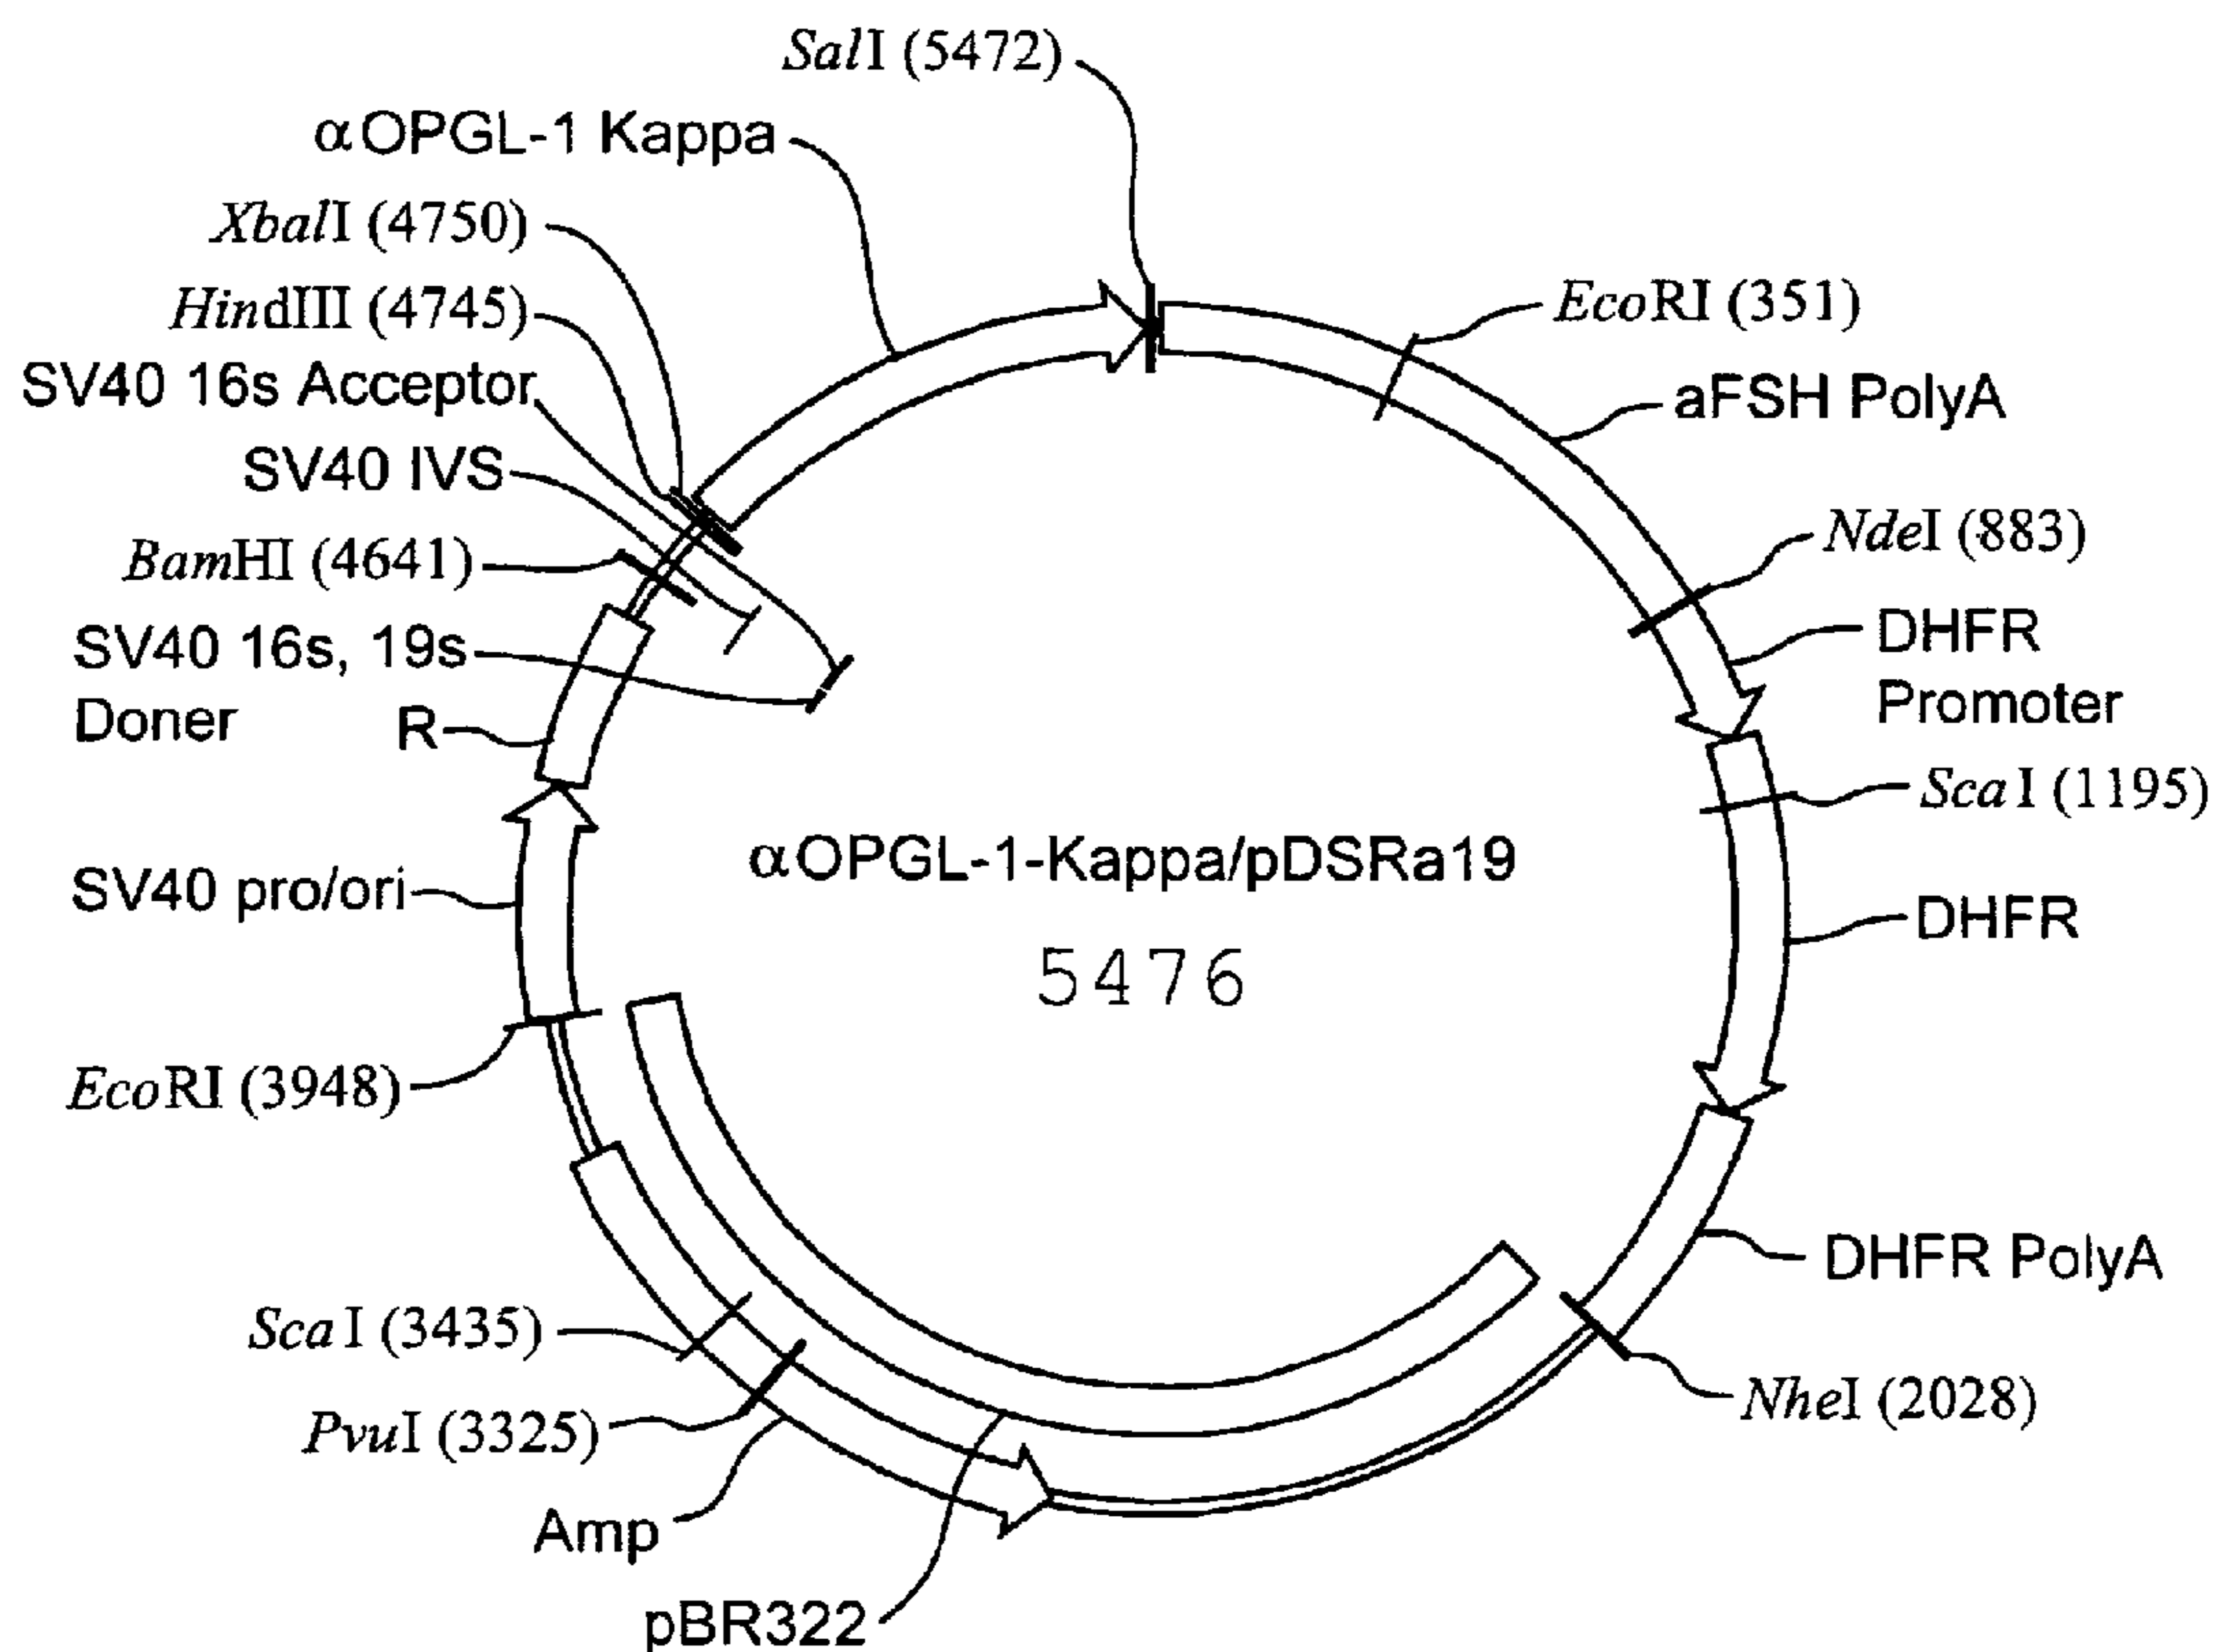 SalI (5472)
αOPGL-1 Kappa
XbalI (4750)
HindIII (4745)
SV40 16s Acceptor
SV40 IVS
BamHI (4641)
SV40 16s, 19s
Doner
R
SV40 pro/ori
EcoRI (3948)
ScaI (3435)
PvuI (3325)
Amp
pBR322
EcoRI (351)
aFSH PolyA
NdeI (883)
DHFR
Promoter
ScaI (1195)
DHFR
DHFR PolyA
NheI (2028)
αOPGL-1-Kappa/pDSRa19
5476